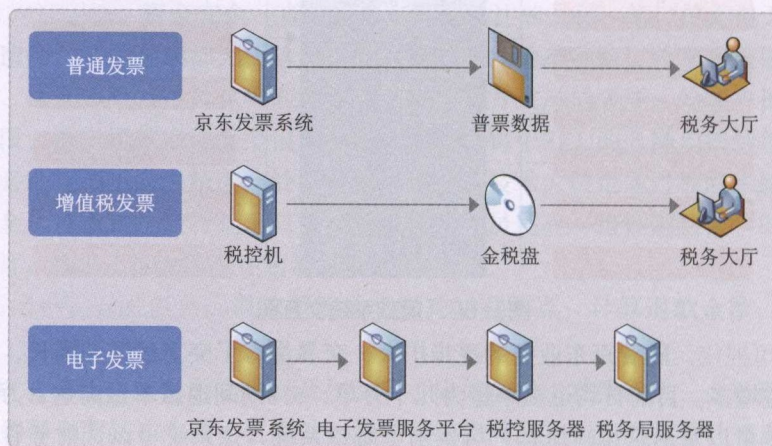 普通发票
京东发票系统 普票数据 税务大厅
增值税发票
税控机 金税盘 税务大厅
电子发票
京东发票系统 电子发票服务平台 税控服务器 税务局服务器